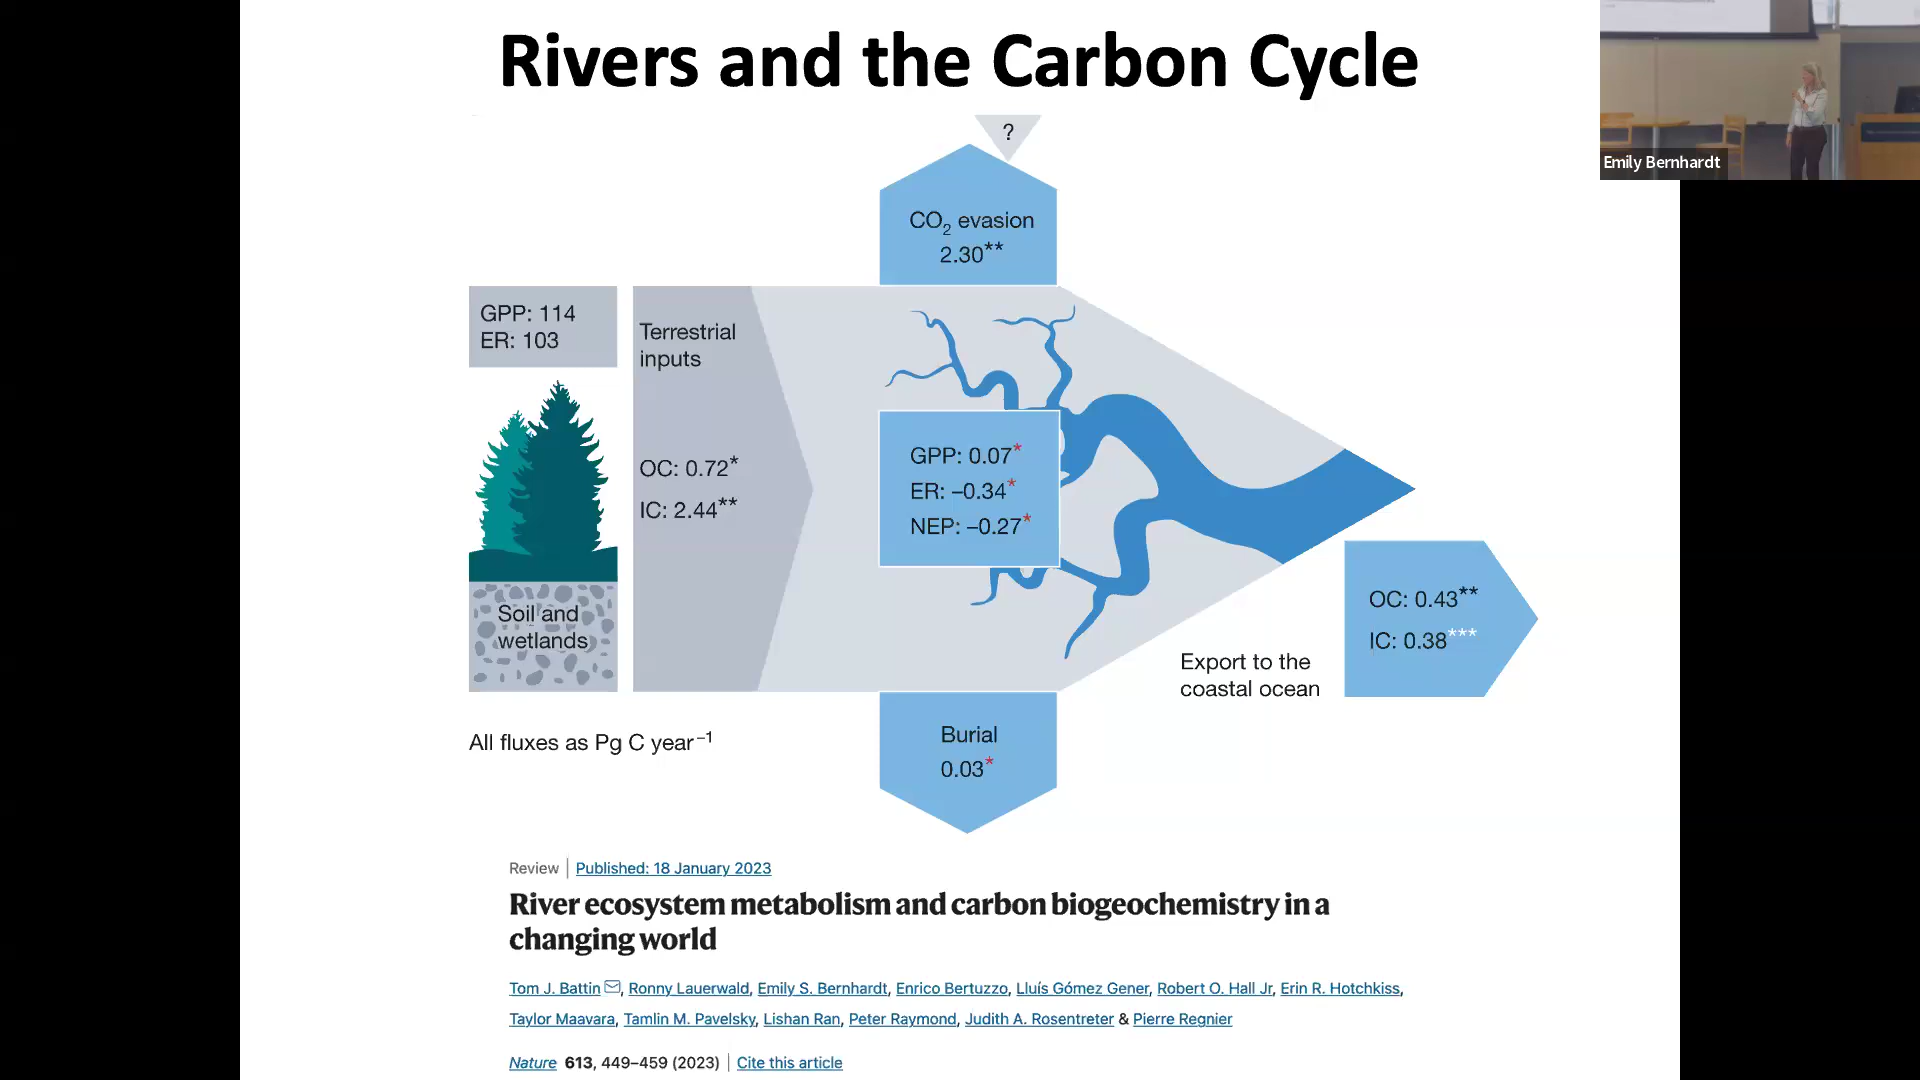 Rivers and the Carbon Cycle
?
CO2 evasion
2.30**
GPP: 114
ER: 103
Terrestrial
inputs
OC: 0.72*
IC: 2.44**
GPP: 0.07*
ER: –0.34*
NEP: –0.27*
Soil and
wetlands
OC: 0.43**
IC: 0.38***
Export to the
coastal ocean
Burial
0.03*
All fluxes as Pg C year–1
Review | Published: 18 January 2023
River ecosystem metabolism and carbon biogeochemistry in a
changing world
Tom J. Battin, Ronny Lauerwald, Emily S. Bernhardt, Enrico Bertuzzo, Lluís Gómez Gener, Robert O. Hall Jr, Erin R. Hotchkiss,
Taylor Maavara, Tamlin M. Pavelsky, Lishan Ran, Peter Raymond, Judith A. Rosentreter & Pierre Regnier
Nature 613, 449–459 (2023) | Cite this article
Emily Bernhardt